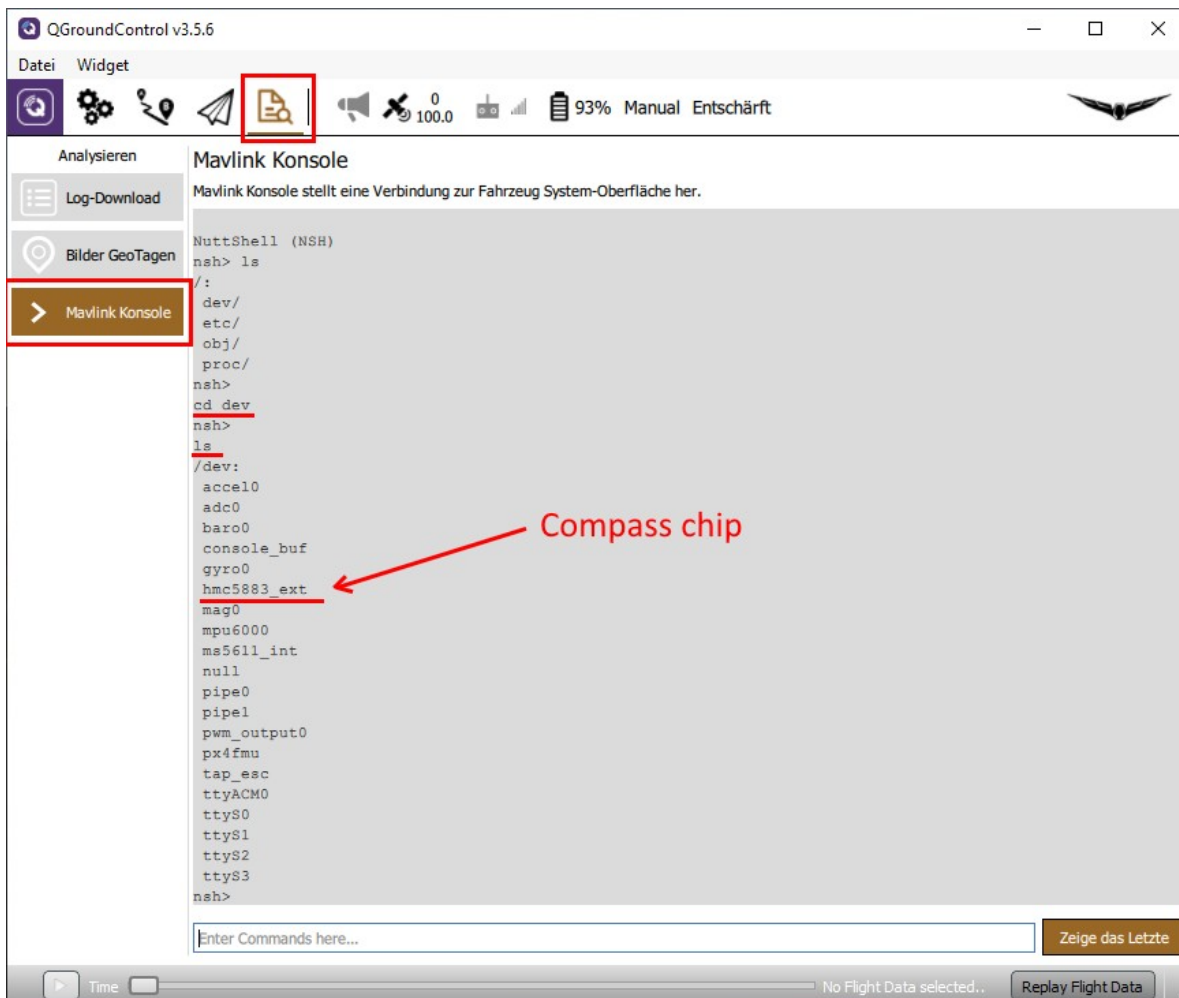 QGroundControl v3.5.6
Datei Widget
0
100.0
93% Manual Entschärft
Analysieren
Log-Download
Bilder GeoTagen
Mavlink Konsole
Mavlink Konsole
Mavlink Konsole stellt eine Verbindung zur Fahrzeug System-Oberfläche her.
NuttShell (NSH)
nsh> ls
/:
dev/
etc/
obj/
proc/
nsh>
cd dev
nsh>
ls
/dev:
accel0
adc0
baro0
console_buf
gyro0
hmc5883_ext
mag0
mpu6000
ms5611_int
null
pipe0
pipe1
pwm_output0
px4fmu
tap_esc
ttyACM0
ttyS0
ttyS1
ttyS2
ttyS3
nsh>
Compass chip
Enter Commands here...
Zeige das Letzte
Time
No Flight Data selected..
Replay Flight Data